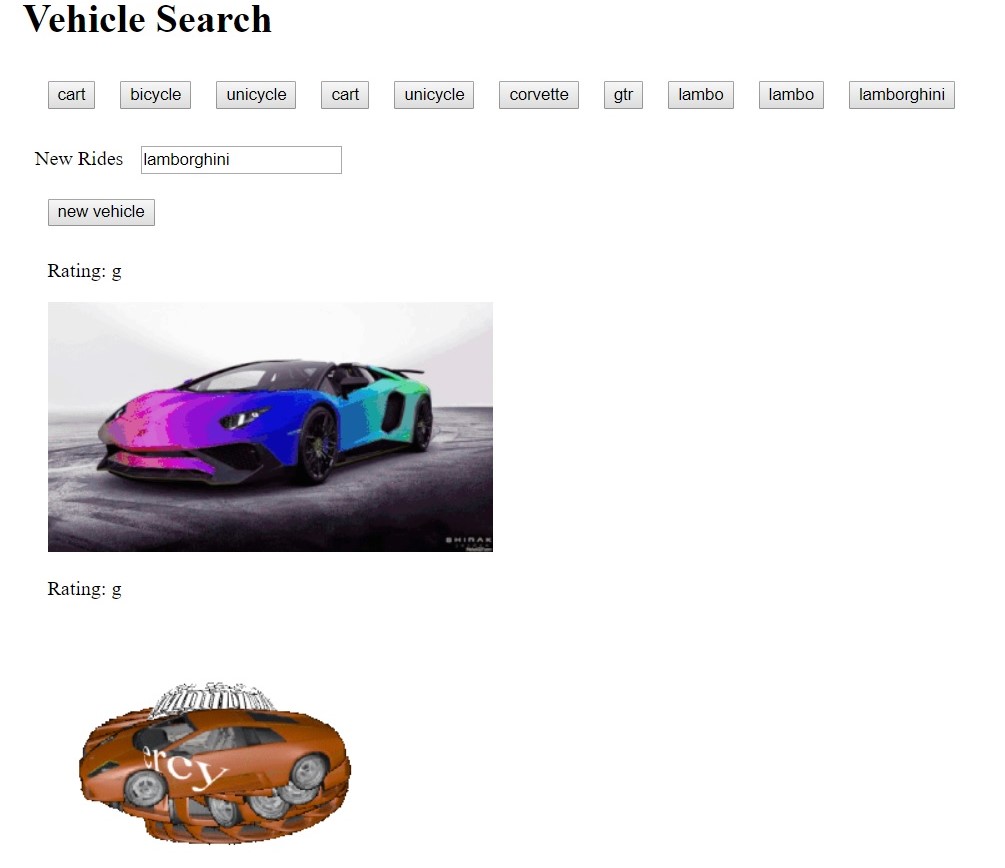 Vehicle Search
cart bicycle unicycle cart unicycle corvette gtr lambo lambo lamborghini
New Rides lamborghini
new vehicle
Rating: g
SHIRAK
Rating: g
ercy